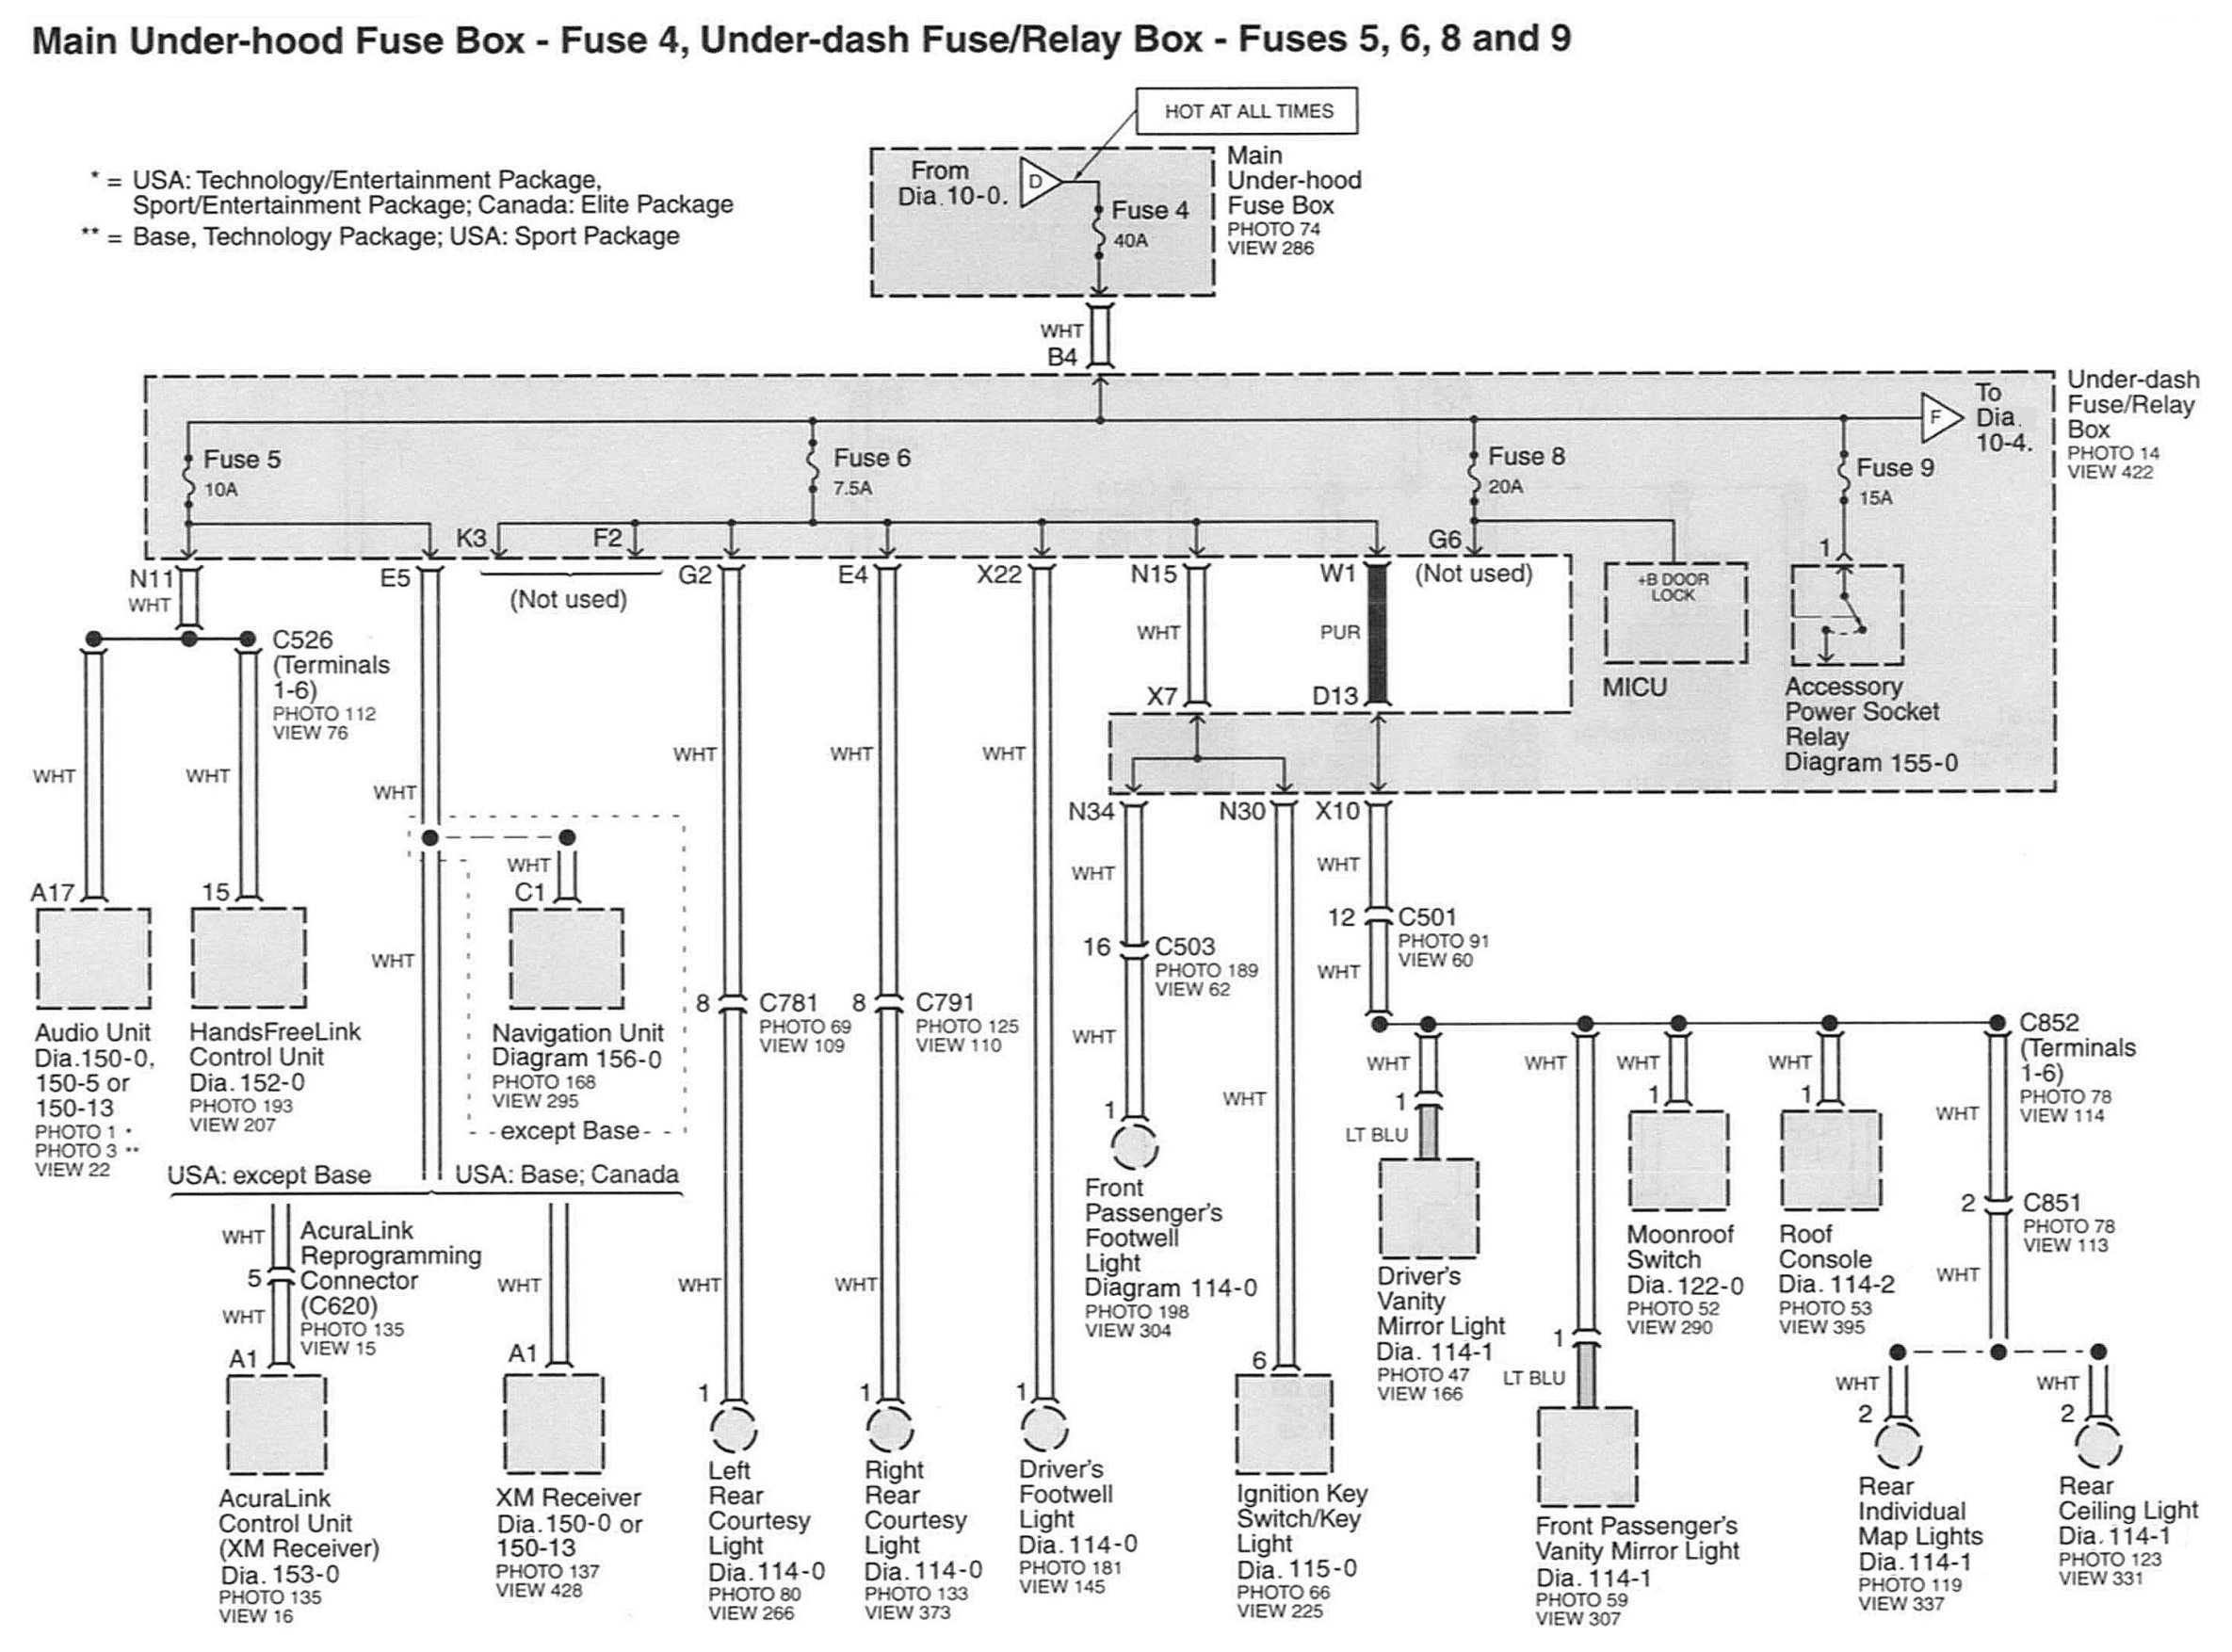 Main Under-hood Fuse Box - Fuse 4, Under-dash Fuse/Relay Box - Fuses 5, 6, 8 and 9
HOT AT ALL TIMES
* = USA: Technology/Entertainment Package,
Sport/Entertainment Package; Canada: Elite Package
** = Base, Technology Package; USA: Sport Package
From
Dia. 10-0.
D
Fuse 4
40A
Main
Under-hood
Fuse Box
PHOTO 74
VIEW 286
WHT
B4
Under-dash
Fuse/Relay
Box
PHOTO 14
VIEW 422
F
To
Dia.
10-4.
Fuse 5
10A
Fuse 6
7.5A
Fuse 8
20A
Fuse 9
15A
K3
F2
G6
1
N11
WHT
E5
(Not used)
G2
E4
X22
N15
W1
(Not used)
+B DOOR
LOCK
MICU
Accessory
Power Socket
Relay
Diagram 155-0
C526
(Terminals
1-6)
PHOTO 112
VIEW 76
WHT
PUR
X7
D13
WHT
WHT
WHT
WHT
WHT
WHT
N34
N30
X10
WHT
C1
A17
15
WHT
WHT
WHT
12
C501
PHOTO 91
VIEW 60
16
C503
PHOTO 189
VIEW 62
WHT
8
C781
PHOTO 69
VIEW 109
8
C791
PHOTO 125
VIEW 110
WHT
Audio Unit
Dia.150-0,
150-5 or
150-13
PHOTO 1 *
PHOTO 3 **
VIEW 22
HandsFreeLink
Control Unit
Dia. 152-0
PHOTO 193
VIEW 207
Navigation Unit
Diagram 156-0
PHOTO 168
VIEW 295
except Base
C852
(Terminals
1-6)
PHOTO 78
VIEW 114
WHT
WHT
WHT
WHT
WHT
WHT
WHT
1
1
1
1
LT BLU
USA: except Base
USA: Base; Canada
Front
Passenger's
Footwell
Light
Diagram 114-0
PHOTO 198
VIEW 304
2
C851
PHOTO 78
VIEW 113
WHT
WHT
AcuraLink
Reprogramming
Connector
(C620)
PHOTO 135
VIEW 15
5
WHT
WHT
WHT
WHT
Driver's
Vanity
Mirror Light
Dia. 114-1
PHOTO 47
VIEW 166
Moonroof
Switch
Dia. 122-0
PHOTO 52
VIEW 290
Roof
Console
Dia. 114-2
PHOTO 53
VIEW 395
A1
A1
1
1
1
6
1
LT BLU
WHT
2
WHT
2
AcuraLink
Control Unit
(XM Receiver)
Dia. 153-0
PHOTO 135
VIEW 16
XM Receiver
Dia.150-0 or
150-13
PHOTO 137
VIEW 428
Left
Rear
Courtesy
Light
Dia.114-0
PHOTO 80
VIEW 266
Right
Rear
Courtesy
Light
Dia.114-0
PHOTO 133
VIEW 373
Driver's
Footwell
Light
Dia. 114-0
PHOTO 181
VIEW 145
Ignition Key
Switch/Key
Light
Dia. 115-0
PHOTO 66
VIEW 225
Front Passenger's
Vanity Mirror Light
Dia. 114-1
PHOTO 59
VIEW 307
Rear
Individual
Map Lights
Dia. 114-1
PHOTO 119
VIEW 337
Rear
Ceiling Light
Dia. 114-1
PHOTO 123
VIEW 331